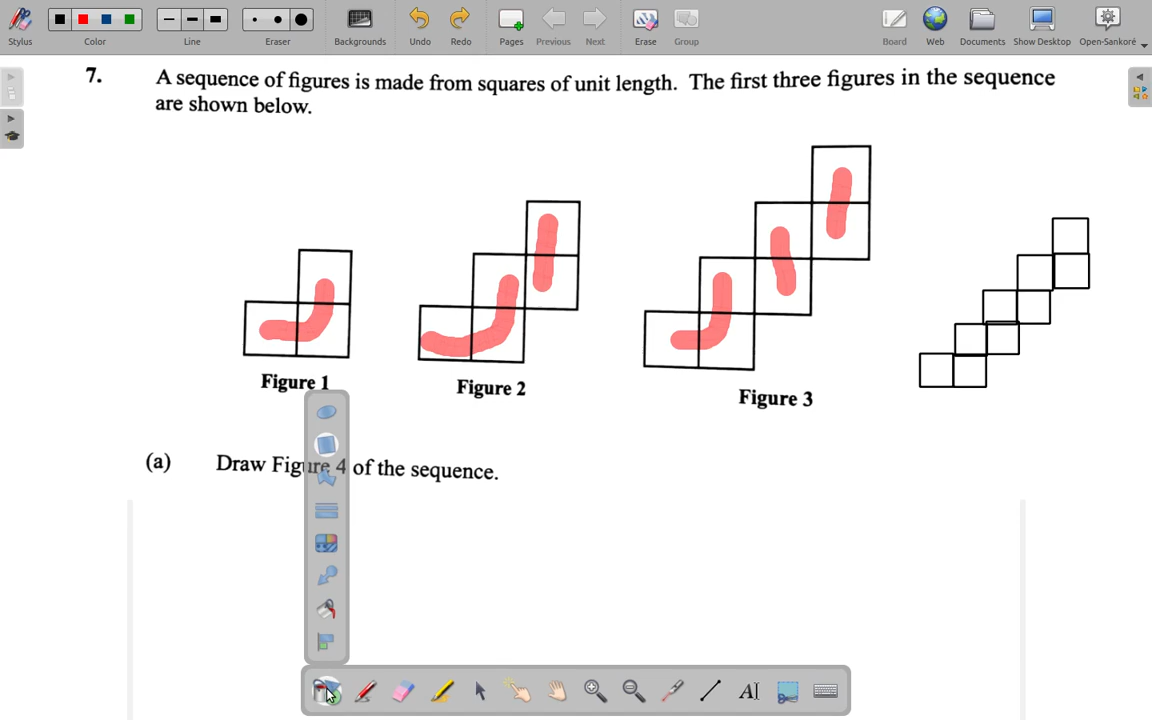 Stylus
Color
Line
Eraser
Backgrounds
Undo
Redo
Pages
Previous
Next
Erase
Group
Board
Web
Documents
Show Desktop
Open-Sankoré
7. A sequence of figures is made from squares of unit length. The first three figures in the sequence
are shown below.
Figure 1
Figure 2
Figure 3
(a) Draw Figure 4 of the sequence.
AI